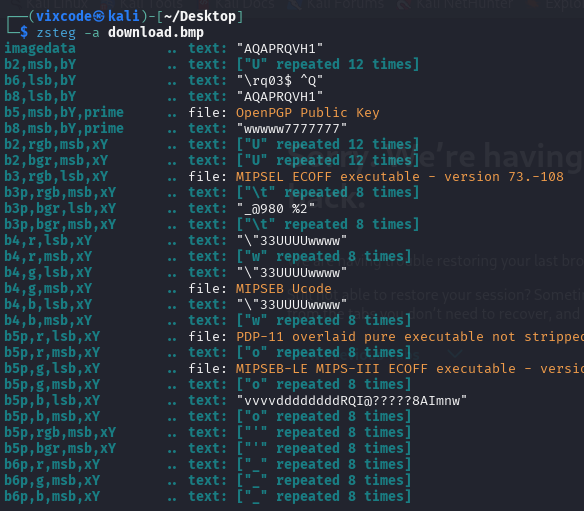 Kali Forums Kali NetHunter
┌──(vixcode㉿kali)-[~/Desktop]
└─$ zsteg -a download.bmp
imagedata .. text: "AQAPRQVH1"
b2,msb,bY .. text: ["U" repeated 12 times]
b6,lsb,bY .. text: "\rq03$ ^Q"
b8,lsb,bY .. text: "AQAPRQVH1"
b5,msb,bY,prime .. file: OpenPGP Public Key
b8,msb,bY,prime .. text: "wwwww7777777"
b2,rgb,msb,xY .. text: ["U" repeated 12 times]
b2,bgr,msb,xY .. text: ["U" repeated 12 times]
b3,rgb,lsb,xY .. file: MIPSEL ECOFF executable - version 73.-108
b3p,rgb,msb,xY .. text: ["\t" repeated 8 times]
b3p,bgr,lsb,xY .. text: "_@980 %2"
b3p,bgr,msb,xY .. text: ["\t" repeated 8 times]
b4,r,lsb,xY .. text: "\"33UUUUwwww"
b4,r,msb,xY .. text: ["w" repeated 8 times]
b4,g,lsb,xY .. text: "\"33UUUUwwww"
b4,g,msb,xY .. file: MIPSEB Ucode
b4,b,lsb,xY .. text: "\"33UUUUwwww"
b4,b,msb,xY .. text: ["w" repeated 8 times]
b5p,r,lsb,xY .. file: PDP-11 overlaid pure executable not stripped
b5p,r,msb,xY .. text: ["o" repeated 8 times]
b5p,g,lsb,xY .. file: MIPSEB-LE MIPS-III ECOFF executable - versio
b5p,g,msb,xY .. text: ["o" repeated 8 times]
b5p,b,lsb,xY .. text: "vvvvddddddddRQI@?????8AImnw"
b5p,b,msb,xY .. text: ["o" repeated 8 times]
b5p,rgb,msb,xY .. text: ["'" repeated 8 times]
b5p,bgr,msb,xY .. text: ["'" repeated 8 times]
b6p,r,msb,xY .. text: ["_" repeated 8 times]
b6p,g,msb,xY .. text: ["_" repeated 8 times]
b6p,b,msb,xY .. text: ["_" repeated 8 times]